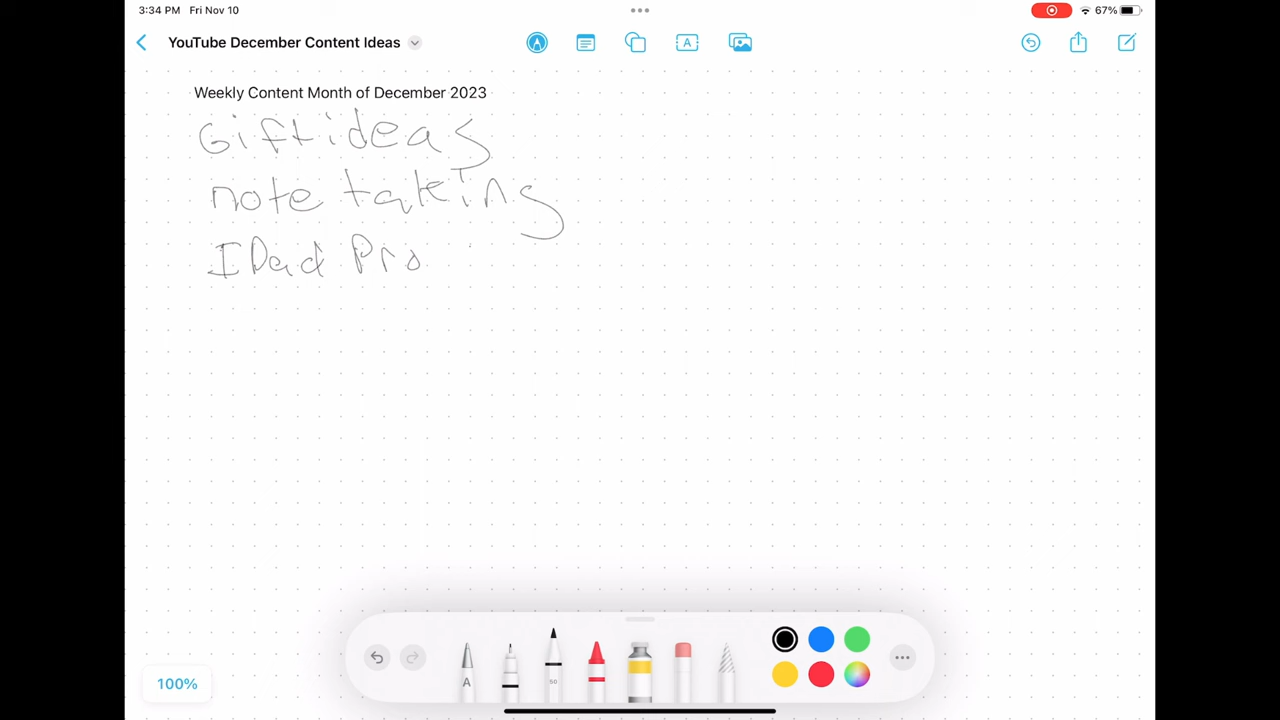 3:34 PM Fri Nov 10 67%
YouTube December Content Ideas
A
Weekly Content Month of December 2023
Gift ideas
note taking
IPad Pro
A
50
100%